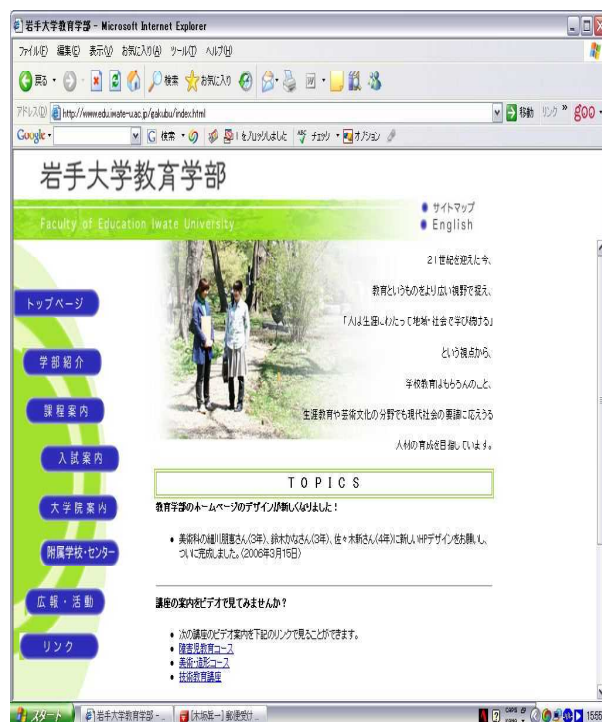 岩手大学教育学部 - Microsoft Internet Explorer
ファイル(F) 編集(E) 表示(V) お気に入り(A) ツール(T) ヘルプ(H)
戻る 検索 お気に入り
アドレス(D) http://www.edu.iwate-u.ac.jp/gakubu/index.html 移動 リンク » goo
Google 検索 チェック オプション
岩手大学教育学部
Faculty of Education Iwate University
サイトマップ
English
21世紀を迎えた今、
教育というものをより広い視野で捉え、
「人は生涯にわたって地域・社会で学び続ける」
という視点から、
学校教育はもちろんのこと、
生涯教育や芸術文化の分野でも現代社会の要請に応えうる
人材の育成を目指しています。
トップページ
学部紹介
課程案内
入試案内
大学院案内
附属学校・センター
広報・活動
リンク
TOPICS
教育学部のホームページのデザインが新しくなりました!
美術科の細川朋恵さん(3年)、鈴木かなさん(3年)、佐々木新さん(4年)に新しいHPデザインをお願いし、
ついに完成しました。(2006年3月15日)
講座の案内をビデオで見てみませんか?
次の講座のビデオ案内を下記のリンクで見ることができます。
障害児教育コース
美術・造形コース
技術教育講座
スタート 岩手大学教育学部 - ... CAPS 15:55